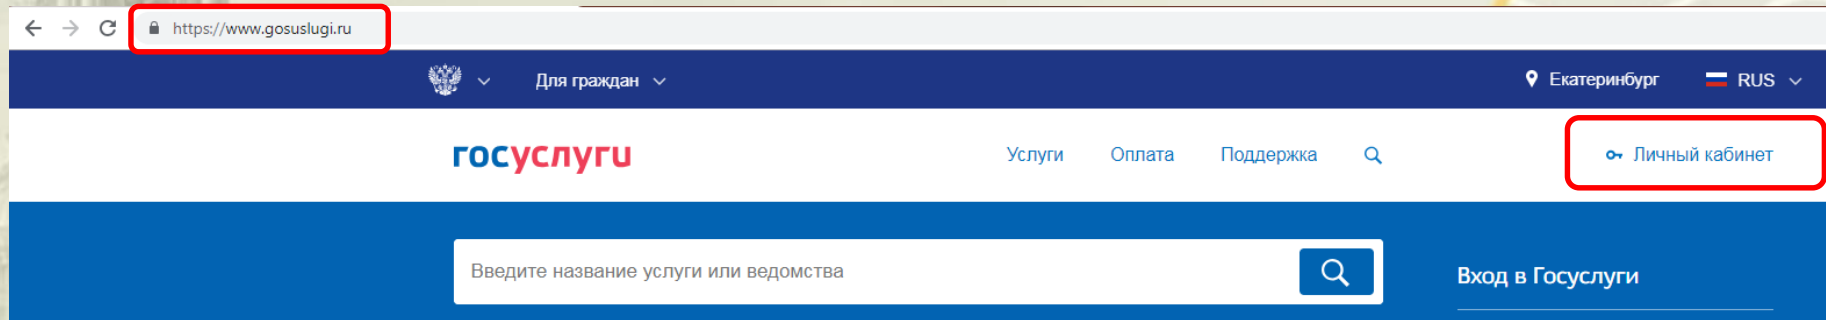 https://www.gosuslugi.ru
Для граждан Екатеринбург RUS
госуслуги Услуги Оплата Поддержка Личный кабинет
Введите название услуги или ведомства
Вход в Госуслуги